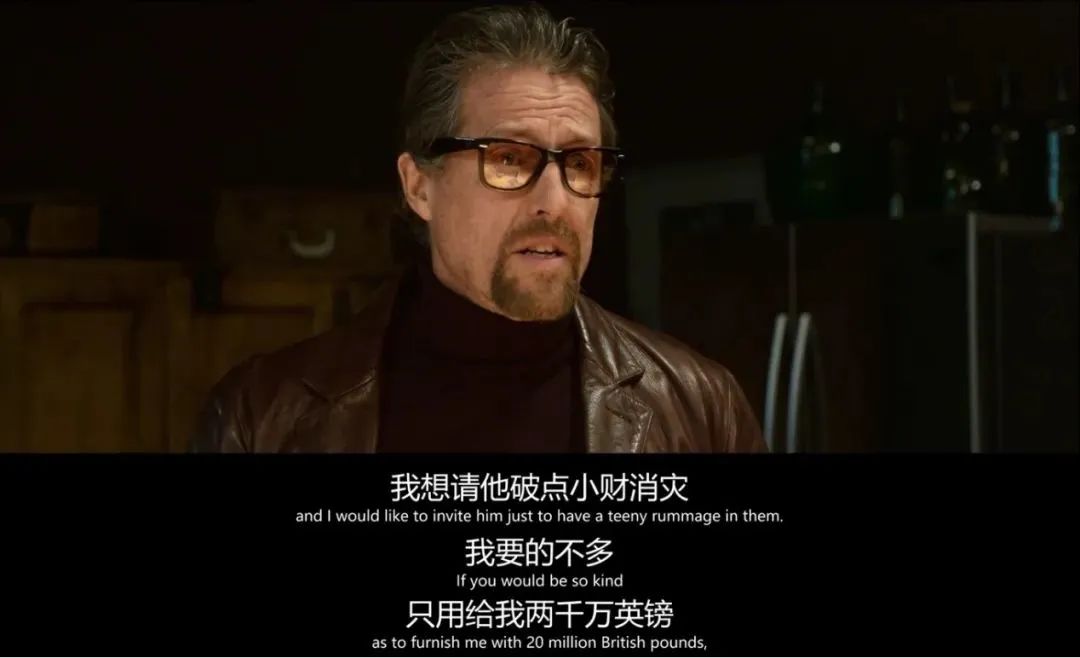 我想请他破点小财消灾
and I would like to invite him just to have a teeny rummage in them.
我要的不多
If you would be so kind
只用给我两千万英镑
as to furnish me with 20 million British pounds,